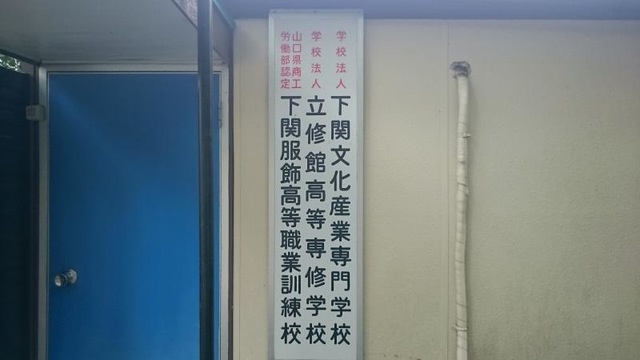 学校法人 下関文化産業専門学校
学校法人 立修館高等専修学校
山口県商工労働部認定 下関服飾高等職業訓練校